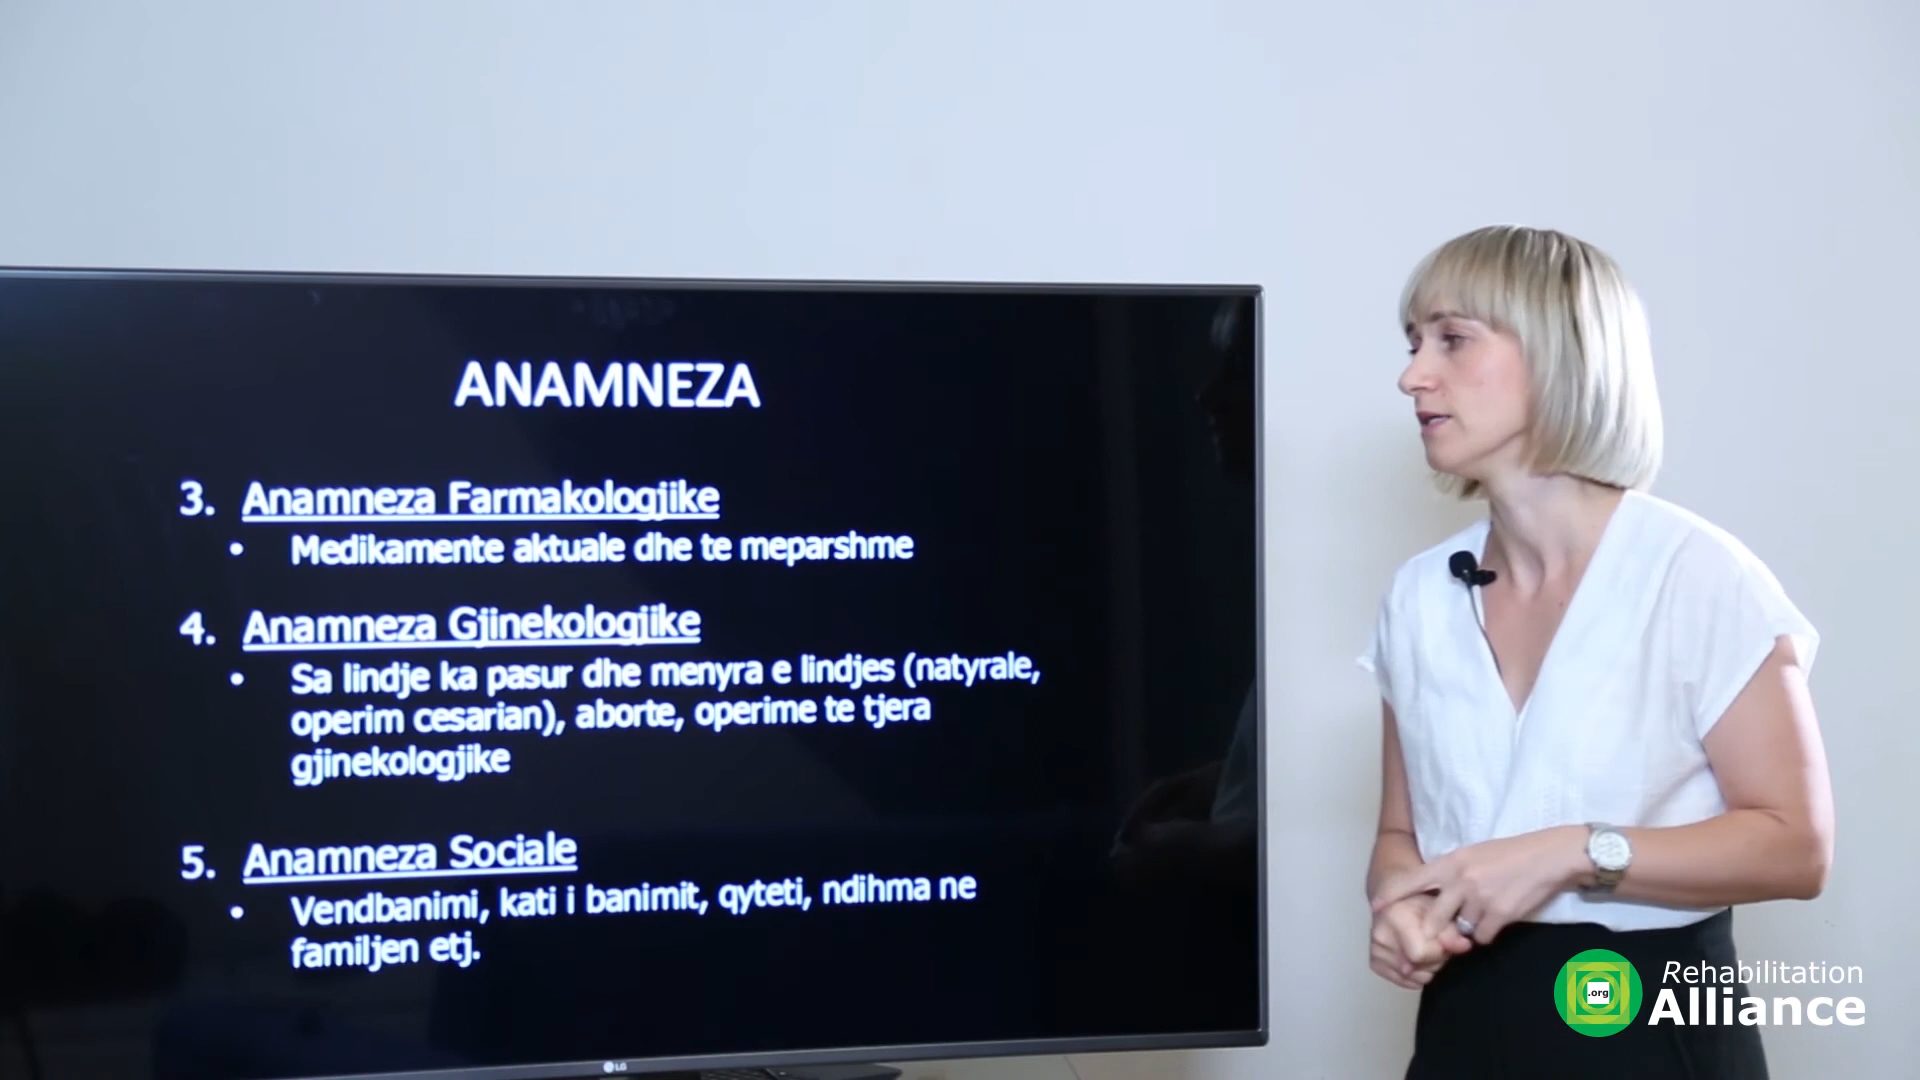 ANAMNEZA
3. Anamneza Farmakologjike
• Medikamente aktuale dhe te meparshme
4. Anamneza Gjinekologjike
• Sa lindje ka pasur dhe menyra e lindjes (natyrale,
operim cesarian), aborte, operime te tjera
gjinekologjike
5. Anamneza Sociale
• Vendbanimi, kati i banimit, qyteti, ndihma ne
familjen etj.
LG
.org
Rehabilitation
Alliance